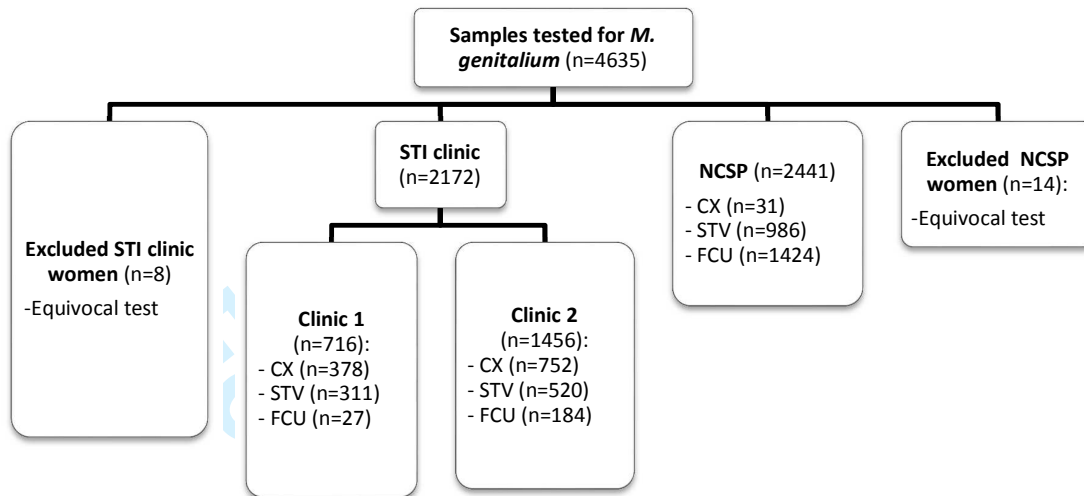 Samples tested for M.
genitalium (n=4635)
Excluded STI clinic
women (n=8)
-Equivocal test
STI clinic
(n=2172)
Clinic 1
(n=716):
- CX (n=378)
- STV (n=311)
- FCU (n=27)
Clinic 2
(n=1456):
- CX (n=752)
- STV (n=520)
- FCU (n=184)
NCSP (n=2441)
- CX (n=31)
- STV (n=986)
- FCU (n=1424)
Excluded NCSP
women (n=14):
-Equivocal test